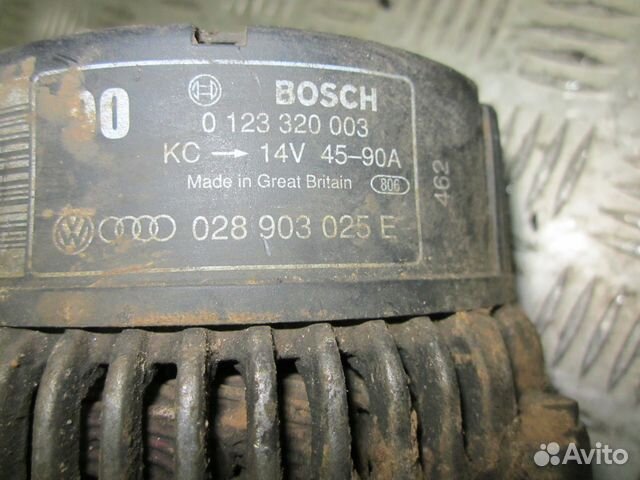 BOSCH
0 123 320 003
KC → 14V 45–90A
Made in Great Britain 806
028 903 025 E
462
Avito